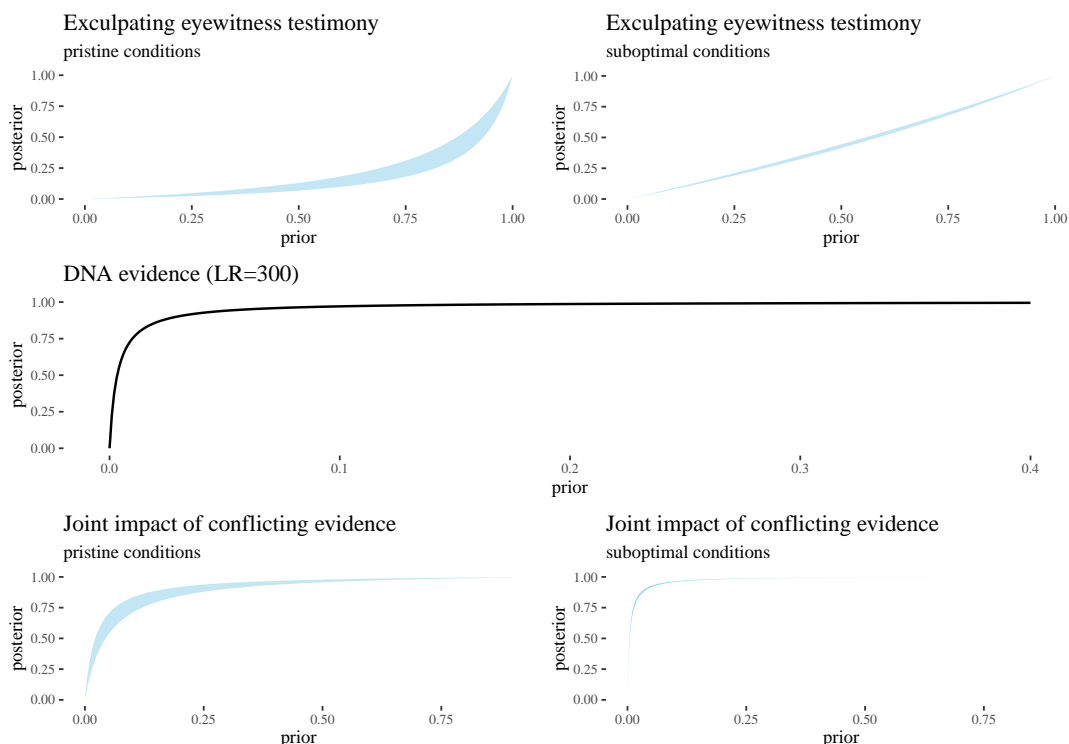 Exculpating eyewitness testimony
pristine conditions
1.00
0.75
0.50
0.25
0.00
posterior
0.00 0.25 0.50 0.75 1.00
prior
Exculpating eyewitness testimony
suboptimal conditions
1.00
0.75
0.50
0.25
0.00
posterior
0.00 0.25 0.50 0.75 1.00
prior
DNA evidence (LR=300)
1.00
0.75
0.50
0.25
0.00
posterior
0.0 0.1 0.2 0.3 0.4
prior
Joint impact of conflicting evidence
pristine conditions
1.00
0.75
0.50
0.25
0.00
posterior
0.00 0.25 0.50 0.75
prior
Joint impact of conflicting evidence
suboptimal conditions
1.00
0.75
0.50
0.25
0.00
posterior
0.00 0.25 0.50 0.75
prior